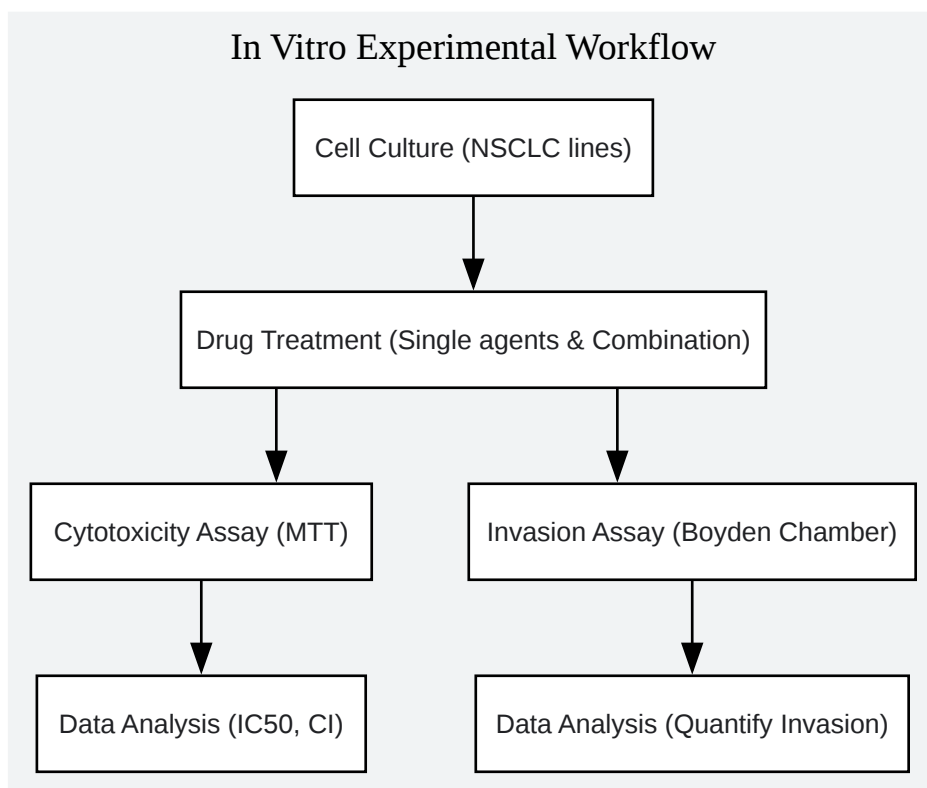 In Vitro Experimental Workflow
Cell Culture (NSCLC lines)
Drug Treatment (Single agents & Combination)
Cytotoxicity Assay (MTT)
Invasion Assay (Boyden Chamber)
Data Analysis (IC50, CI)
Data Analysis (Quantify Invasion)